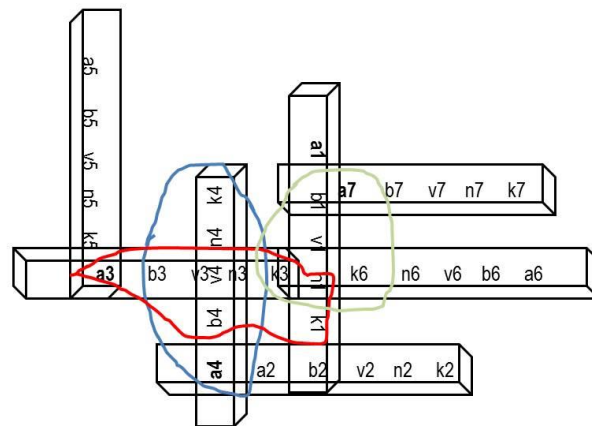 a5 b5 v5 n5 k5
a1 b1 v1 n1 k1
a7 b7 v7 n7 k7
k4 n4 v4 b4 a4
a3 b3 v3 n3 k3
k6 n6 v6 b6 a6
a2 b2 v2 n2 k2